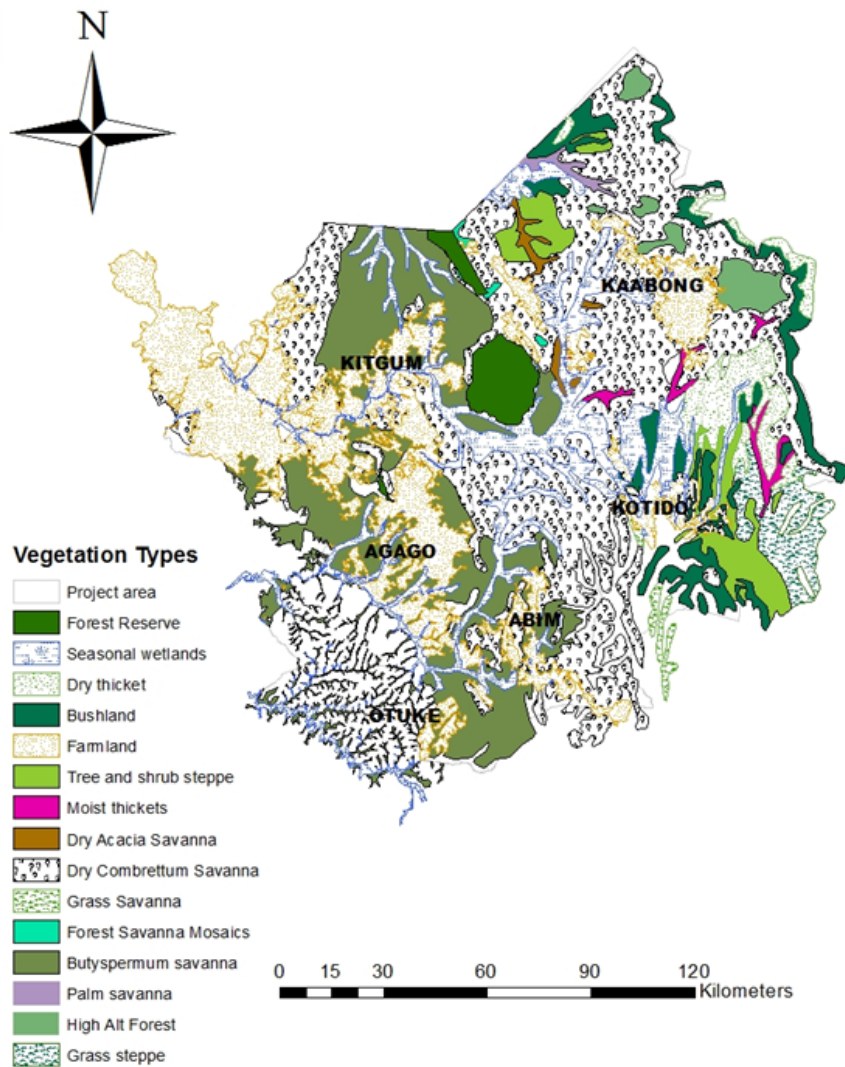 N
KAABONG
KITGUM
KOTIDO
AGAGO
ABIM
OTUKE
Vegetation Types
Project area
Forest Reserve
Seasonal wetlands
Dry thicket
Bushland
Farmland
Tree and shrub steppe
Moist thickets
Dry Acacia Savanna
Dry Combrettum Savanna
Grass Savanna
Forest Savanna Mosaics
Butyspermum savanna
Palm savanna
High Alt Forest
Grass steppe
0 15 30 60 90 120
Kilometers